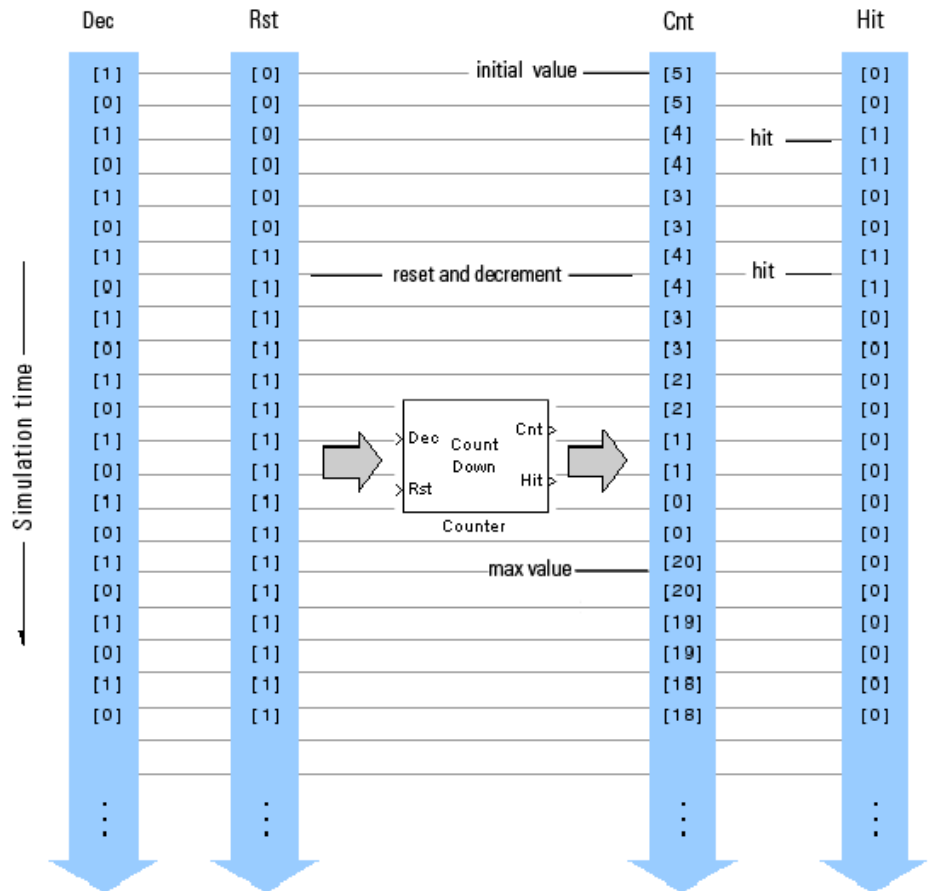 Dec Rst Cnt Hit
[1] [0] initial value [5] [0]
[0] [0] [5] [0]
[1] [0] [4] hit [1]
[0] [0] [4] [1]
[1] [0] [3] [0]
[0] [0] [3] [0]
[1] [1] reset and decrement [4] hit [1]
[0] [1] [4] [1]
[1] [1] [3] [0]
[0] [1] [3] [0]
[1] [1] [2] [0]
[0] [1] [2] [0]
[1] [1] [1] [0]
[0] [1] [1] [0]
[1] [1] [0] [0]
[0] [1] [0] [0]
[1] [1] max value [20] [0]
[0] [1] [20] [0]
[1] [1] [19] [0]
[0] [1] [19] [0]
[1] [1] [18] [0]
[0] [1] [18] [0]
Simulation time
Dec Count Cnt
Down
Rst Hit
Counter